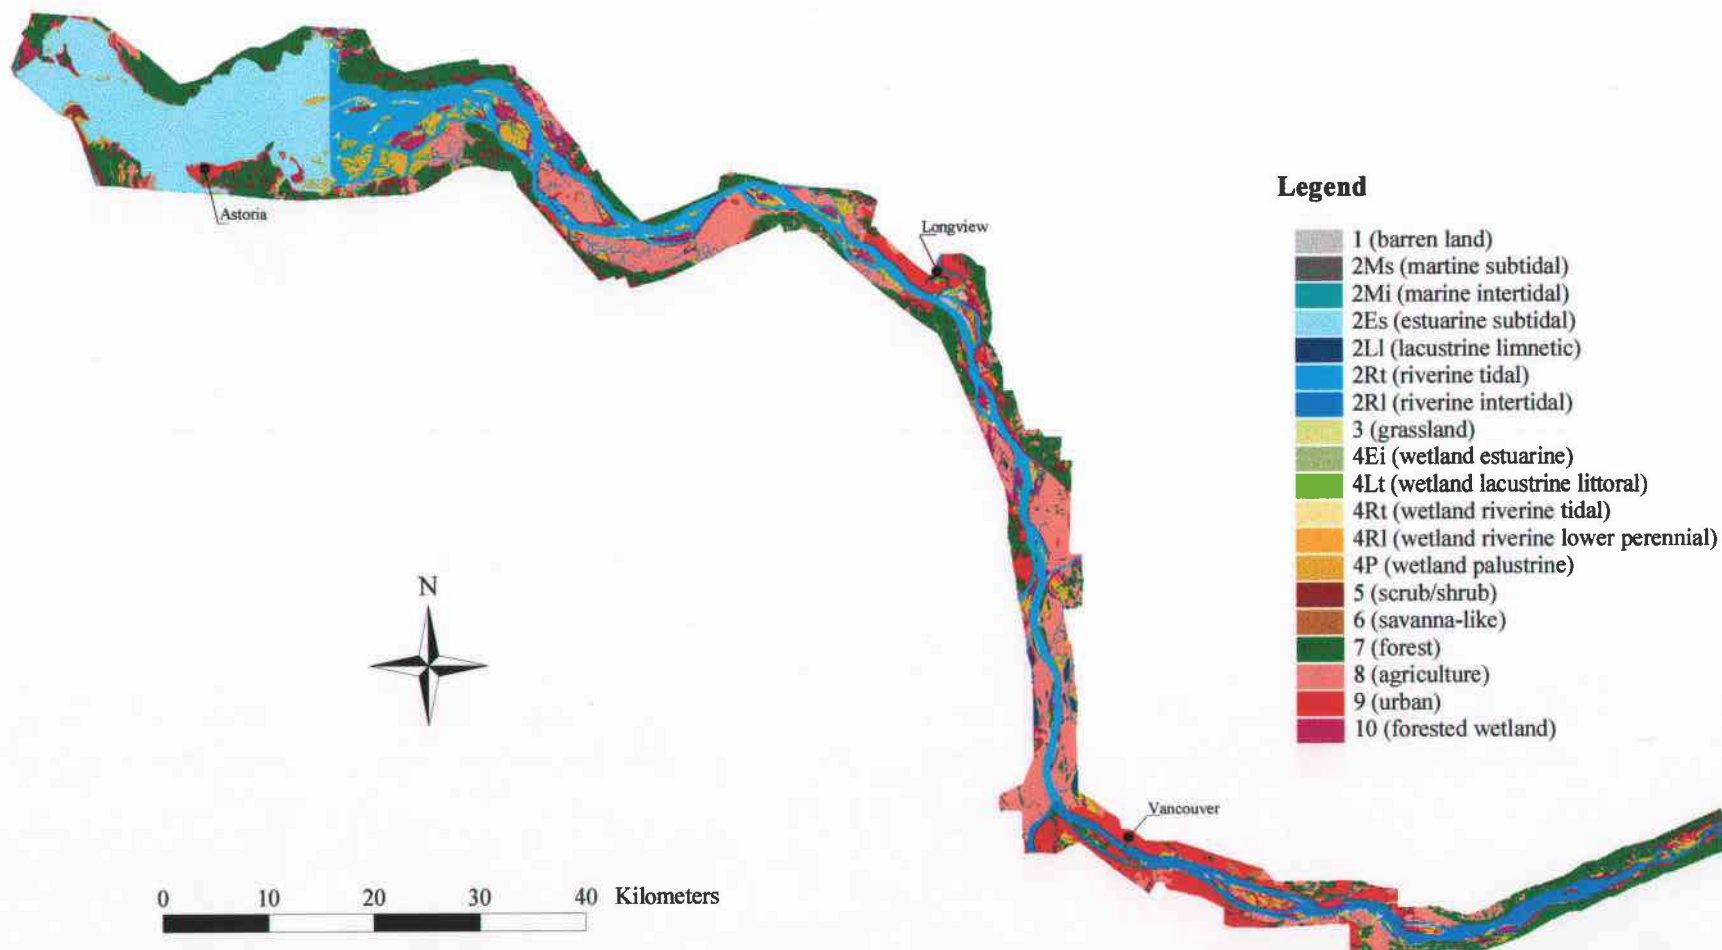 Astoria
Longview
Legend
1 (barren land)
2Ms (martine subtidal)
2Mi (marine intertidal)
2Es (estuarine subtidal)
2Ll (lacustrine limnetic)
2Rt (riverine tidal)
2Rl (riverine intertidal)
3 (grassland)
4Ei (wetland estuarine)
4Lt (wetland lacustrine littoral)
4Rt (wetland riverine tidal)
4Rl (wetland riverine lower perennial)
4P (wetland palustrine)
5 (scrub/shrub)
6 (savanna-like)
7 (forest)
8 (agriculture)
9 (urban)
10 (forested wetland)
N
Vancouver
0 10 20 30 40 Kilometers